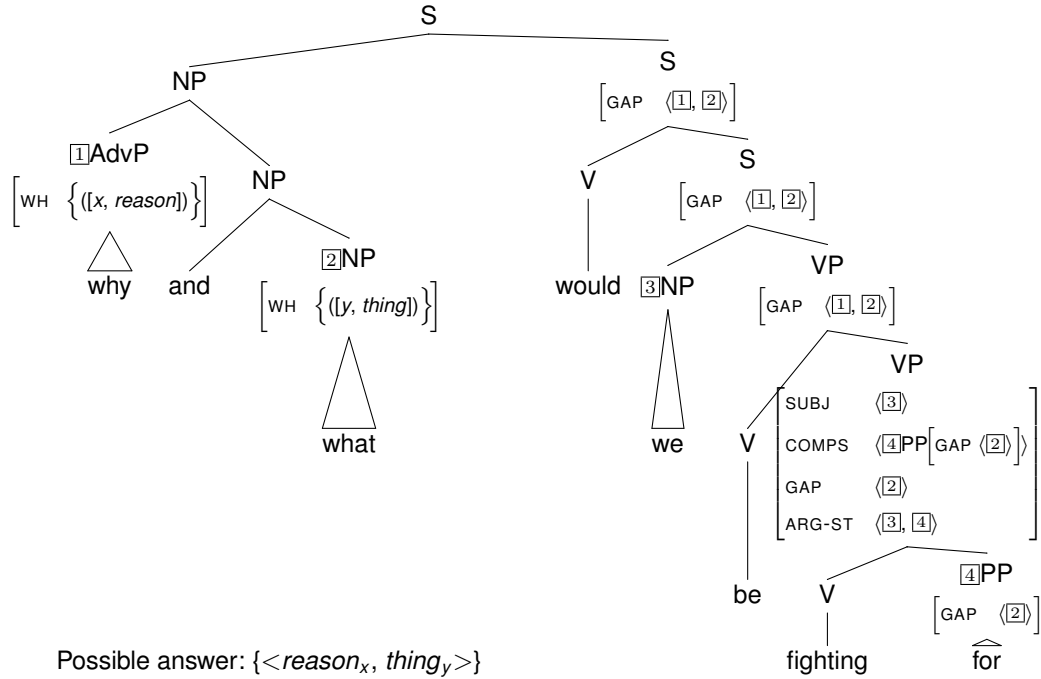 S
NP S
[GAP ⟨1, 2⟩]
1AdvP S
[WH {([x, reason])}] NP V [GAP ⟨1, 2⟩]
2NP VP
why and would 3NP
[WH {([y, thing])}] [GAP ⟨1, 2⟩]
VP
[SUBJ ⟨3⟩
what V we COMPS ⟨4PP[GAP ⟨2⟩]⟩
GAP ⟨2⟩
ARG-ST ⟨3, 4⟩]
4PP
be V
[GAP ⟨2⟩]
Possible answer: {<reasonx, thingy>} fighting for